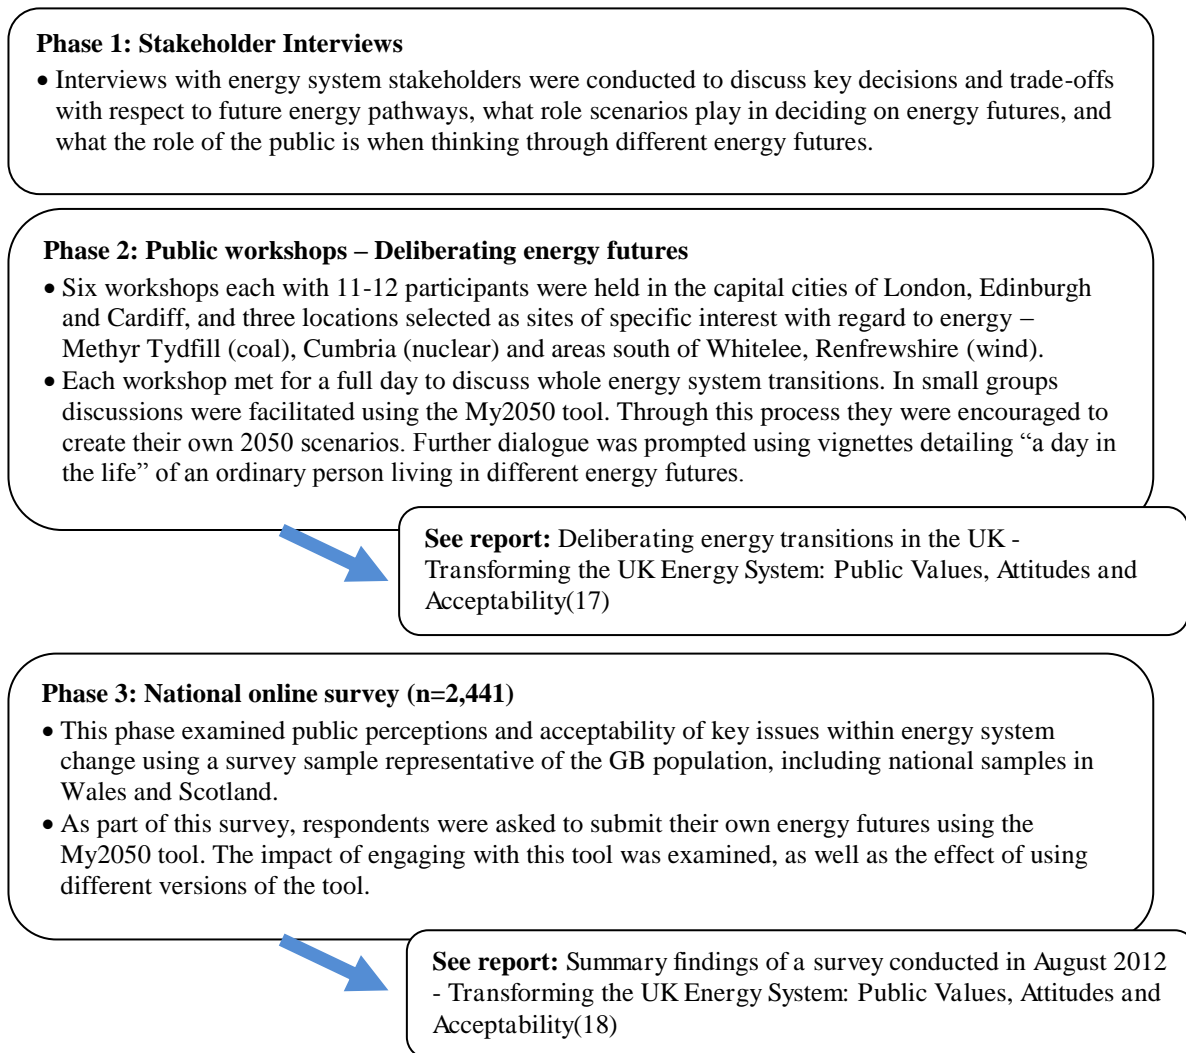 Phase 1: Stakeholder Interviews
• Interviews with energy system stakeholders were conducted to discuss key decisions and trade-offs
with respect to future energy pathways, what role scenarios play in deciding on energy futures, and
what the role of the public is when thinking through different energy futures.
Phase 2: Public workshops – Deliberating energy futures
• Six workshops each with 11-12 participants were held in the capital cities of London, Edinburgh
and Cardiff, and three locations selected as sites of specific interest with regard to energy –
Methyr Tydfill (coal), Cumbria (nuclear) and areas south of Whitelee, Renfrewshire (wind).
• Each workshop met for a full day to discuss whole energy system transitions. In small groups
discussions were facilitated using the My2050 tool. Through this process they were encouraged to
create their own 2050 scenarios. Further dialogue was prompted using vignettes detailing “a day in
the life” of an ordinary person living in different energy futures.
See report: Deliberating energy transitions in the UK -
Transforming the UK Energy System: Public Values, Attitudes and
Acceptability(17)
Phase 3: National online survey (n=2,441)
• This phase examined public perceptions and acceptability of key issues within energy system
change using a survey sample representative of the GB population, including national samples in
Wales and Scotland.
• As part of this survey, respondents were asked to submit their own energy futures using the
My2050 tool. The impact of engaging with this tool was examined, as well as the effect of using
different versions of the tool.
See report: Summary findings of a survey conducted in August 2012
- Transforming the UK Energy System: Public Values, Attitudes and
Acceptability(18)